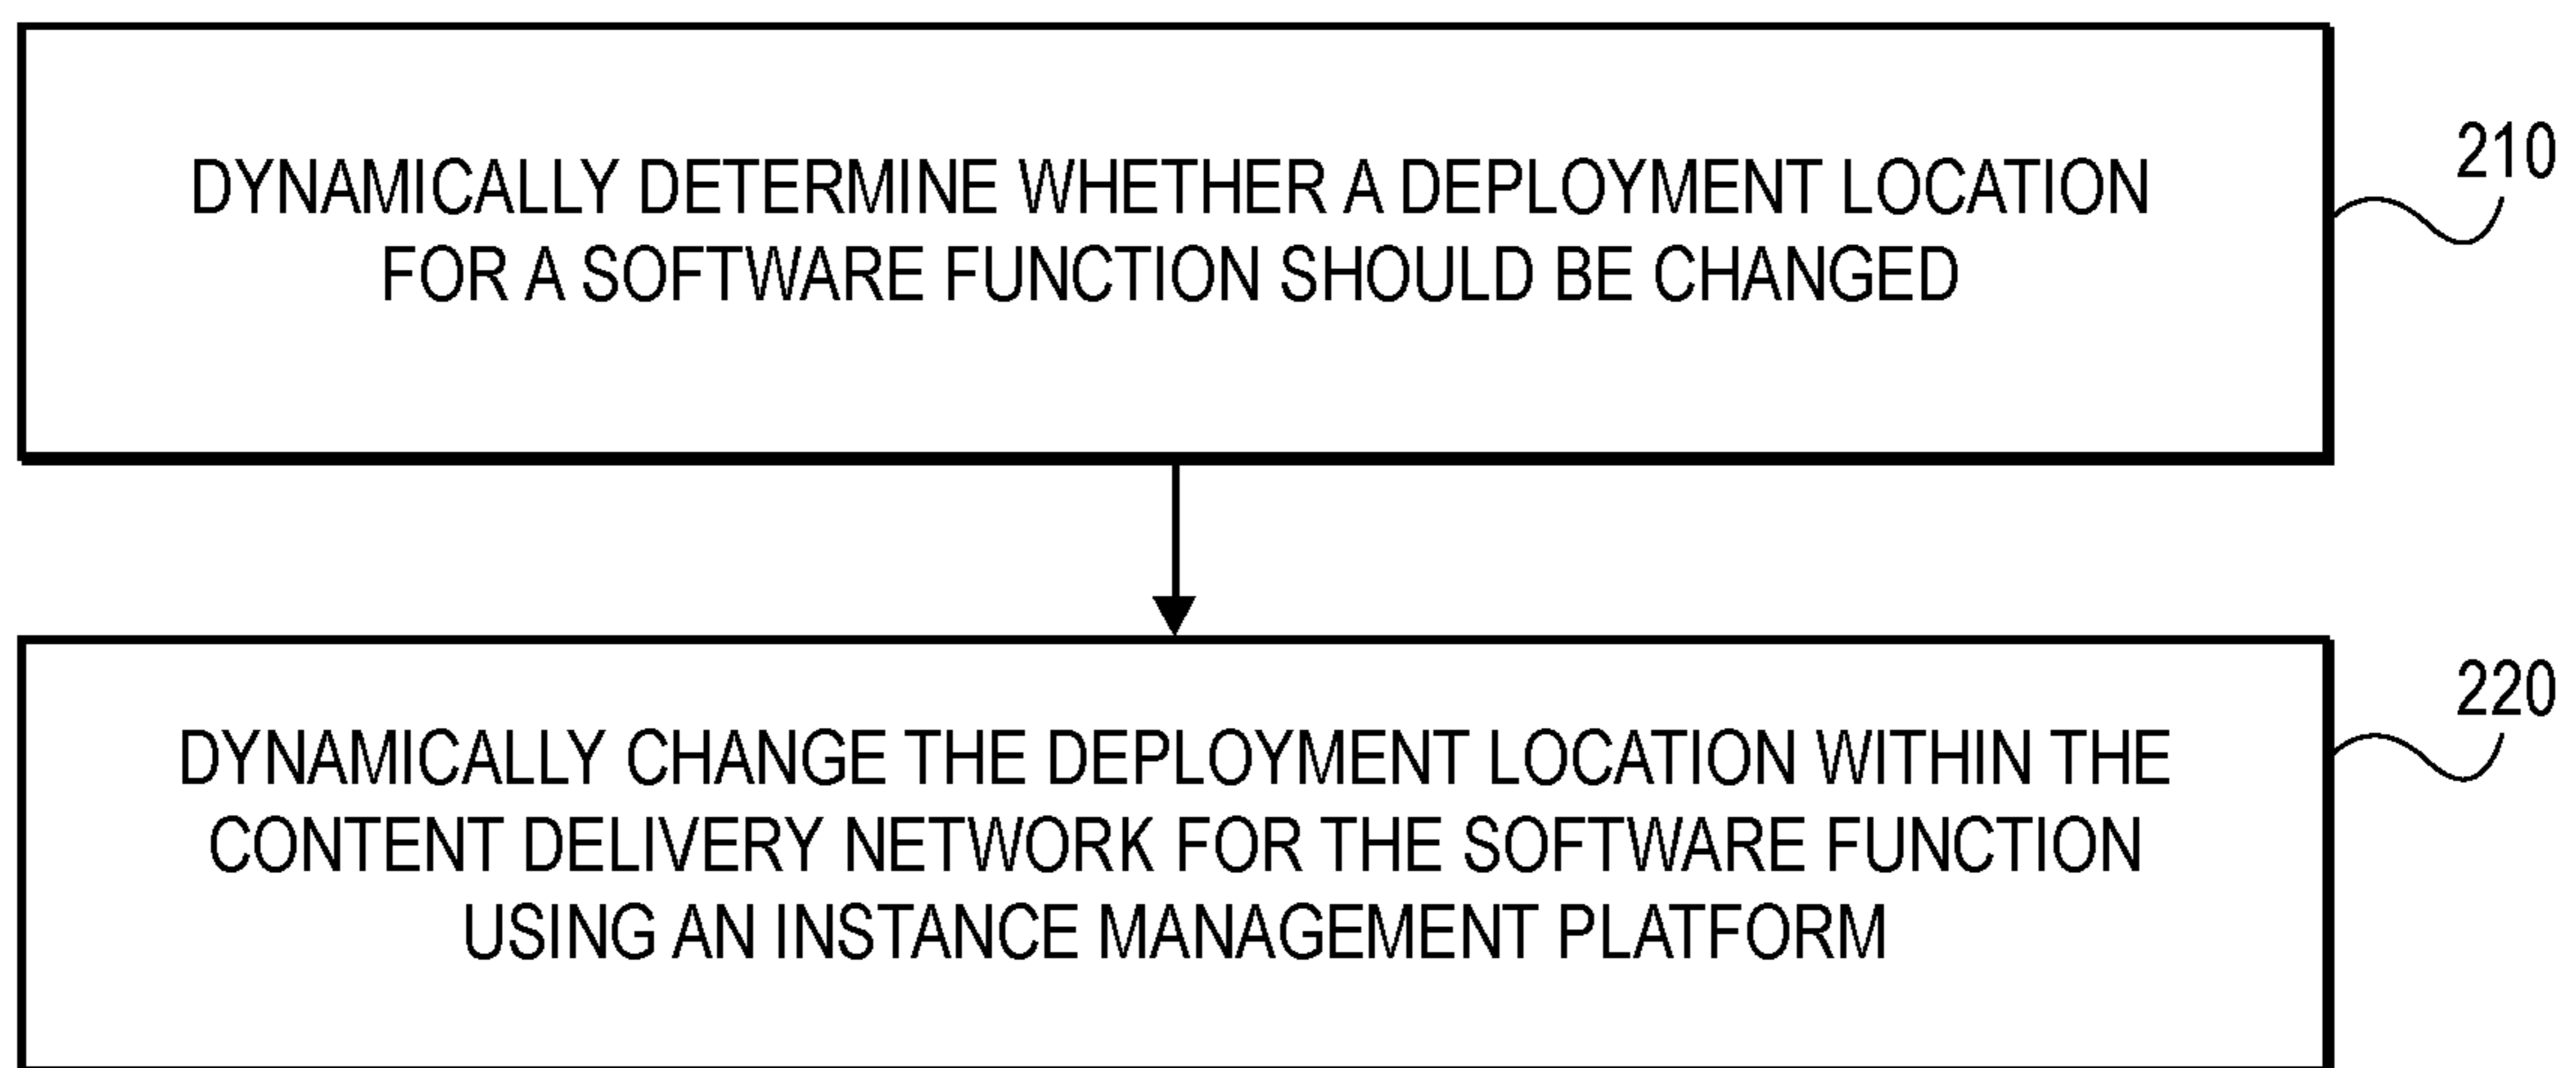 DYNAMICALLY DETERMINE WHETHER A DEPLOYMENT LOCATION
FOR A SOFTWARE FUNCTION SHOULD BE CHANGED
210
DYNAMICALLY CHANGE THE DEPLOYMENT LOCATION WITHIN THE
CONTENT DELIVERY NETWORK FOR THE SOFTWARE FUNCTION
USING AN INSTANCE MANAGEMENT PLATFORM
220